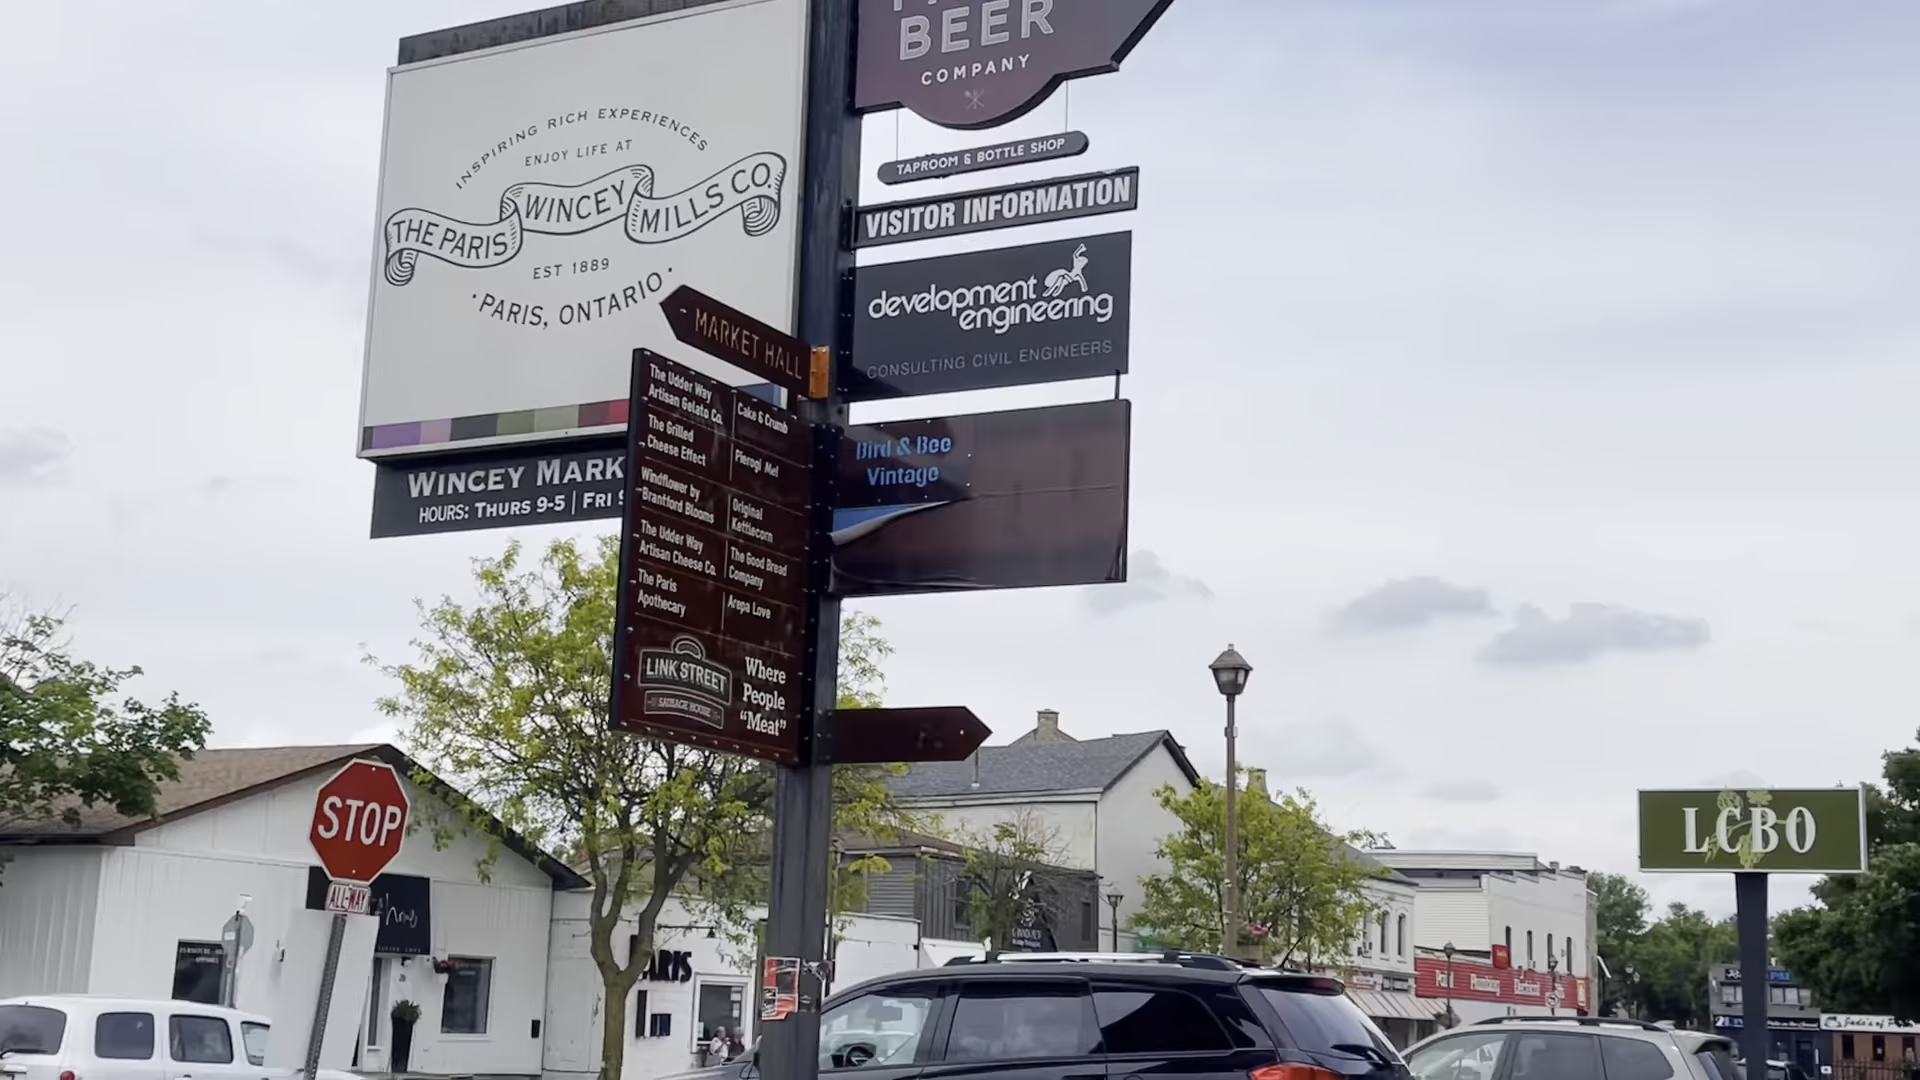 BEER
COMPANY
TAPROOM & BOTTLE SHOP
VISITOR INFORMATION
development
engineering
CONSULTING CIVIL ENGINEERS
Bird & Bee
Vintage
INSPIRING RICH EXPERIENCES
ENJOY LIFE AT
THE PARIS WINCEY MILLS CO.
EST 1889
· PARIS, ONTARIO ·
MARKET HALL
WINCEY MARK
HOURS: THURS 9-5 | FRI
The Udder Way
Artisan Gelato Co.
The Grilled
Cheese Effect
Windflower by
Brantford Blooms
The Udder Way
Artisan Cheese Co.
The Paris
Apothecary
Cake & Crumb
Pierogi Me!
Original
Kettlecorn
The Good Bread
Company
Arepa Love
LINK STREET
SAUSAGE HOUSE
Where
People
"Meat"
STOP
ALL-WAY
LCBO
ARIS